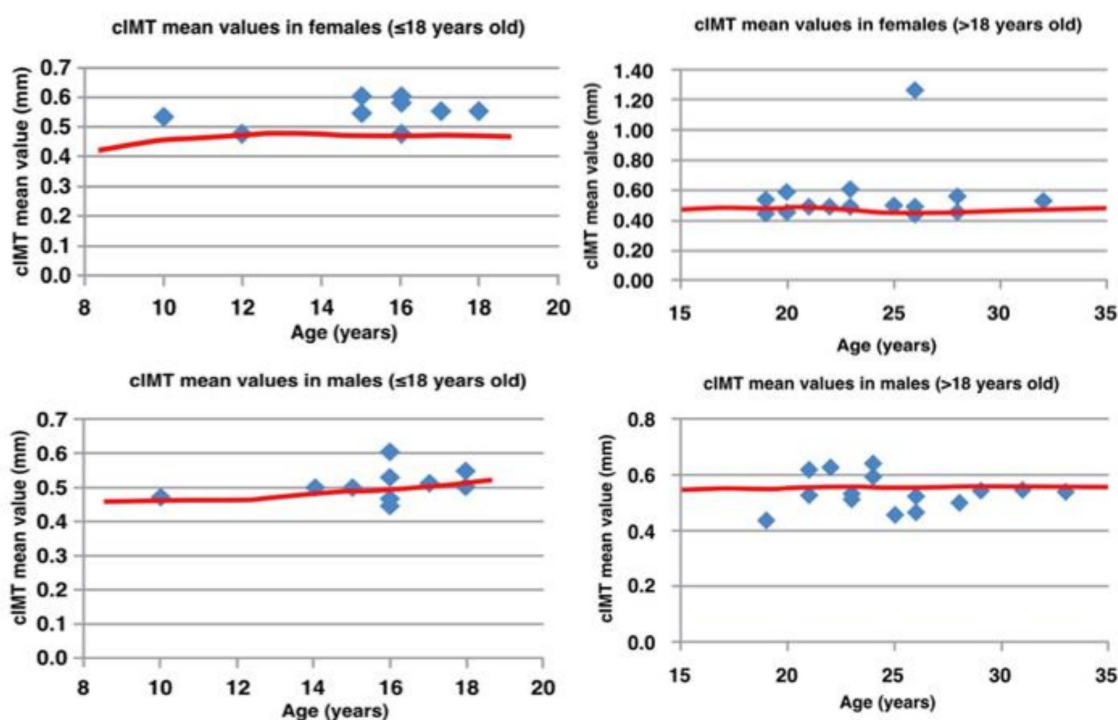 cIMT mean values in females (≤18 years old)
cIMT mean value (mm)
0.7
0.6
0.5
0.4
0.3
0.2
0.1
0.0
8 10 12 14 16 18 20
Age (years)
cIMT mean values in females (>18 years old)
cIMT mean value (mm)
1.40
1.20
1.00
0.80
0.60
0.40
0.20
0.00
15 20 25 30 35
Age (years)
cIMT mean values in males (≤18 years old)
cIMT mean value (mm)
0.7
0.6
0.5
0.4
0.3
0.2
0.1
0.0
8 10 12 14 16 18 20
Age (years)
cIMT mean values in males (>18 years old)
cIMT mean value (mm)
0.8
0.6
0.4
0.2
0.0
15 20 25 30 35
Age (years)